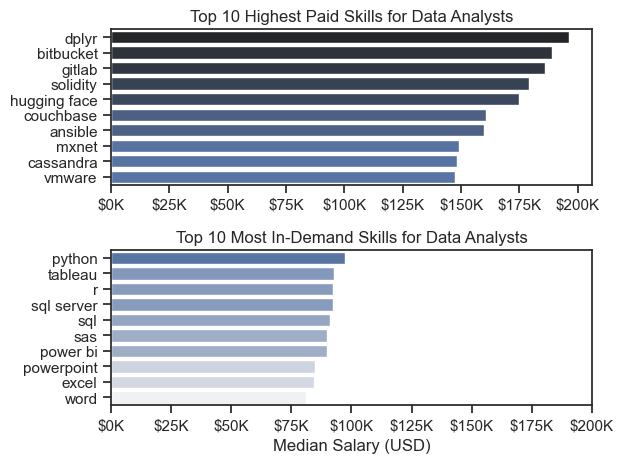 Top 10 Highest Paid Skills for Data Analysts
dplyr
bitbucket
gitlab
solidity
hugging face
couchbase
ansible
mxnet
cassandra
vmware
$0K $25K $50K $75K $100K $125K $150K $175K $200K
Top 10 Most In-Demand Skills for Data Analysts
python
tableau
r
sql server
sql
sas
power bi
powerpoint
excel
word
$0K $25K $50K $75K $100K $125K $150K $175K $200K
Median Salary (USD)